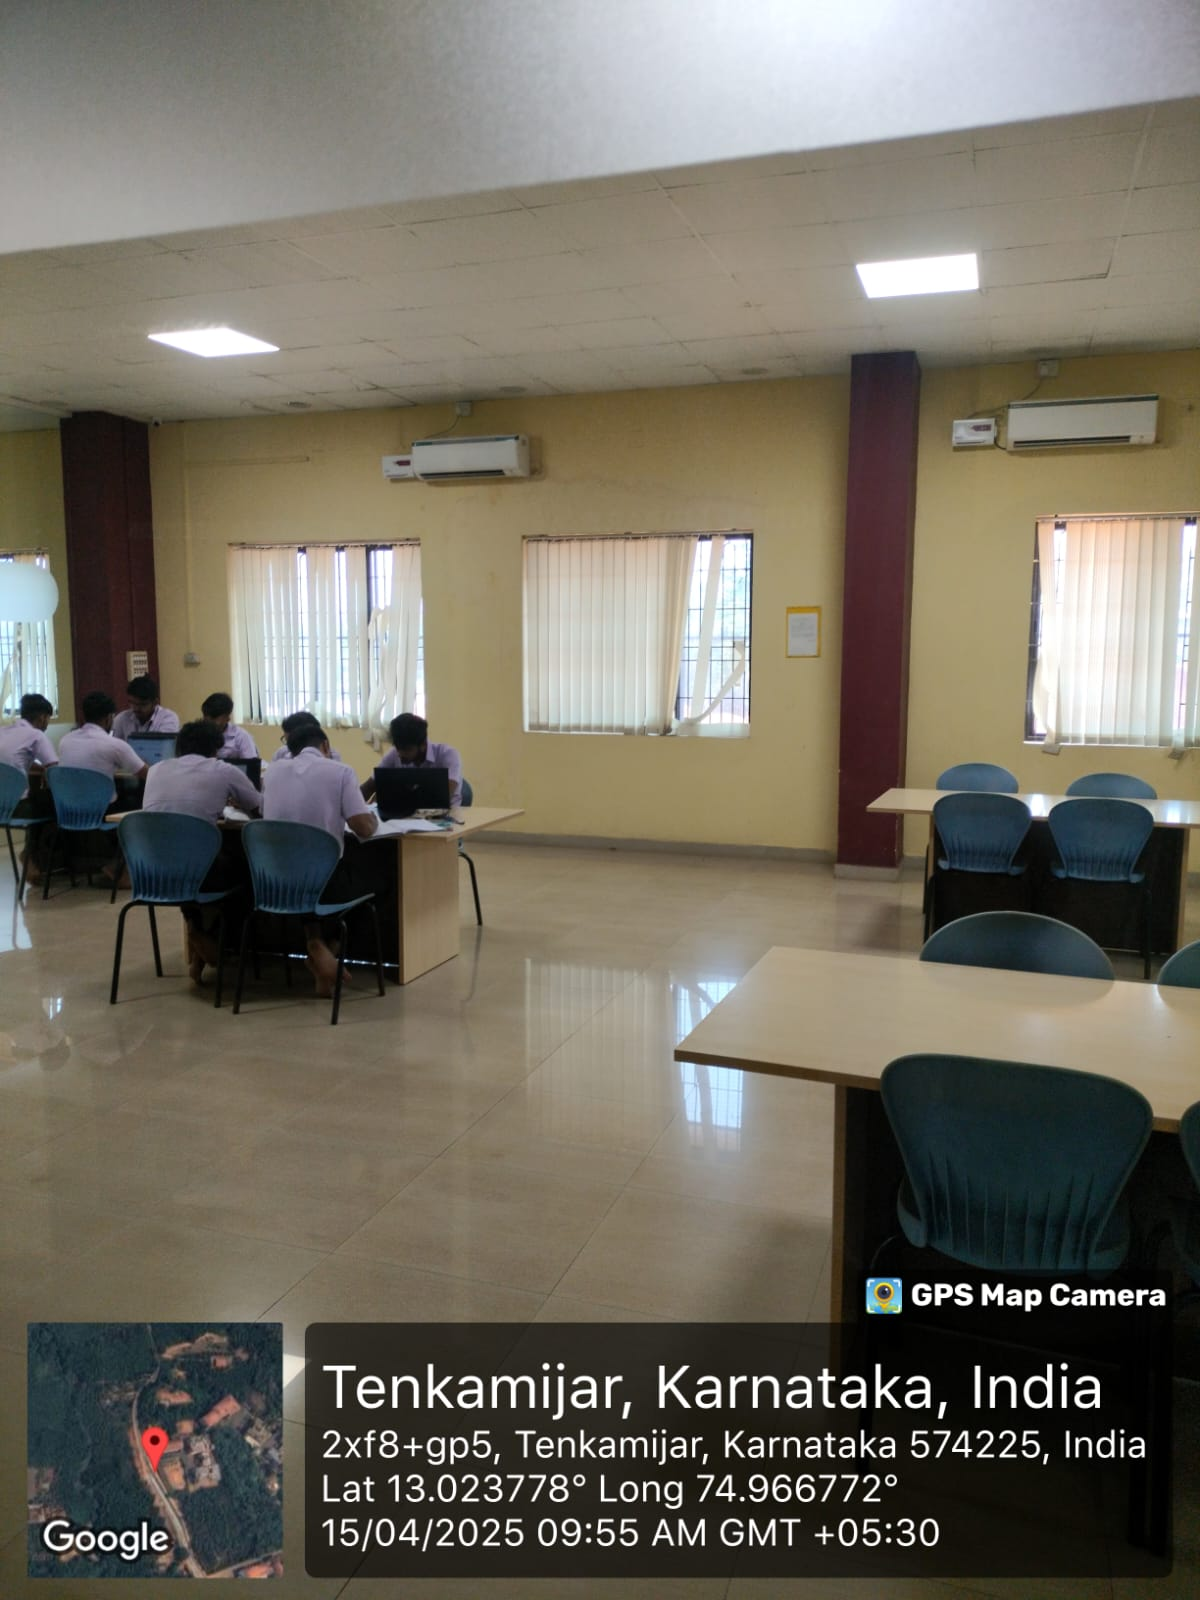 GPS Map Camera
Tenkamijar, Karnataka, India
2xf8+gp5, Tenkamijar, Karnataka 574225, India
Lat 13.023778° Long 74.966772°
15/04/2025 09:55 AM GMT +05:30
Google